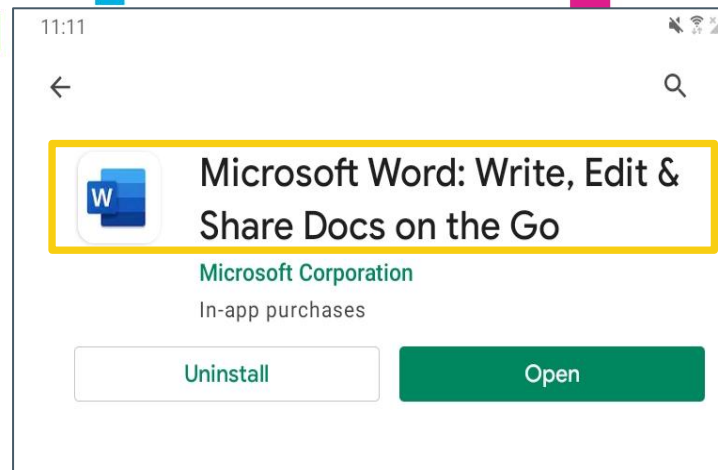 11:11
W
Microsoft Word: Write, Edit &
Share Docs on the Go
Microsoft Corporation
In-app purchases
Uninstall
Open